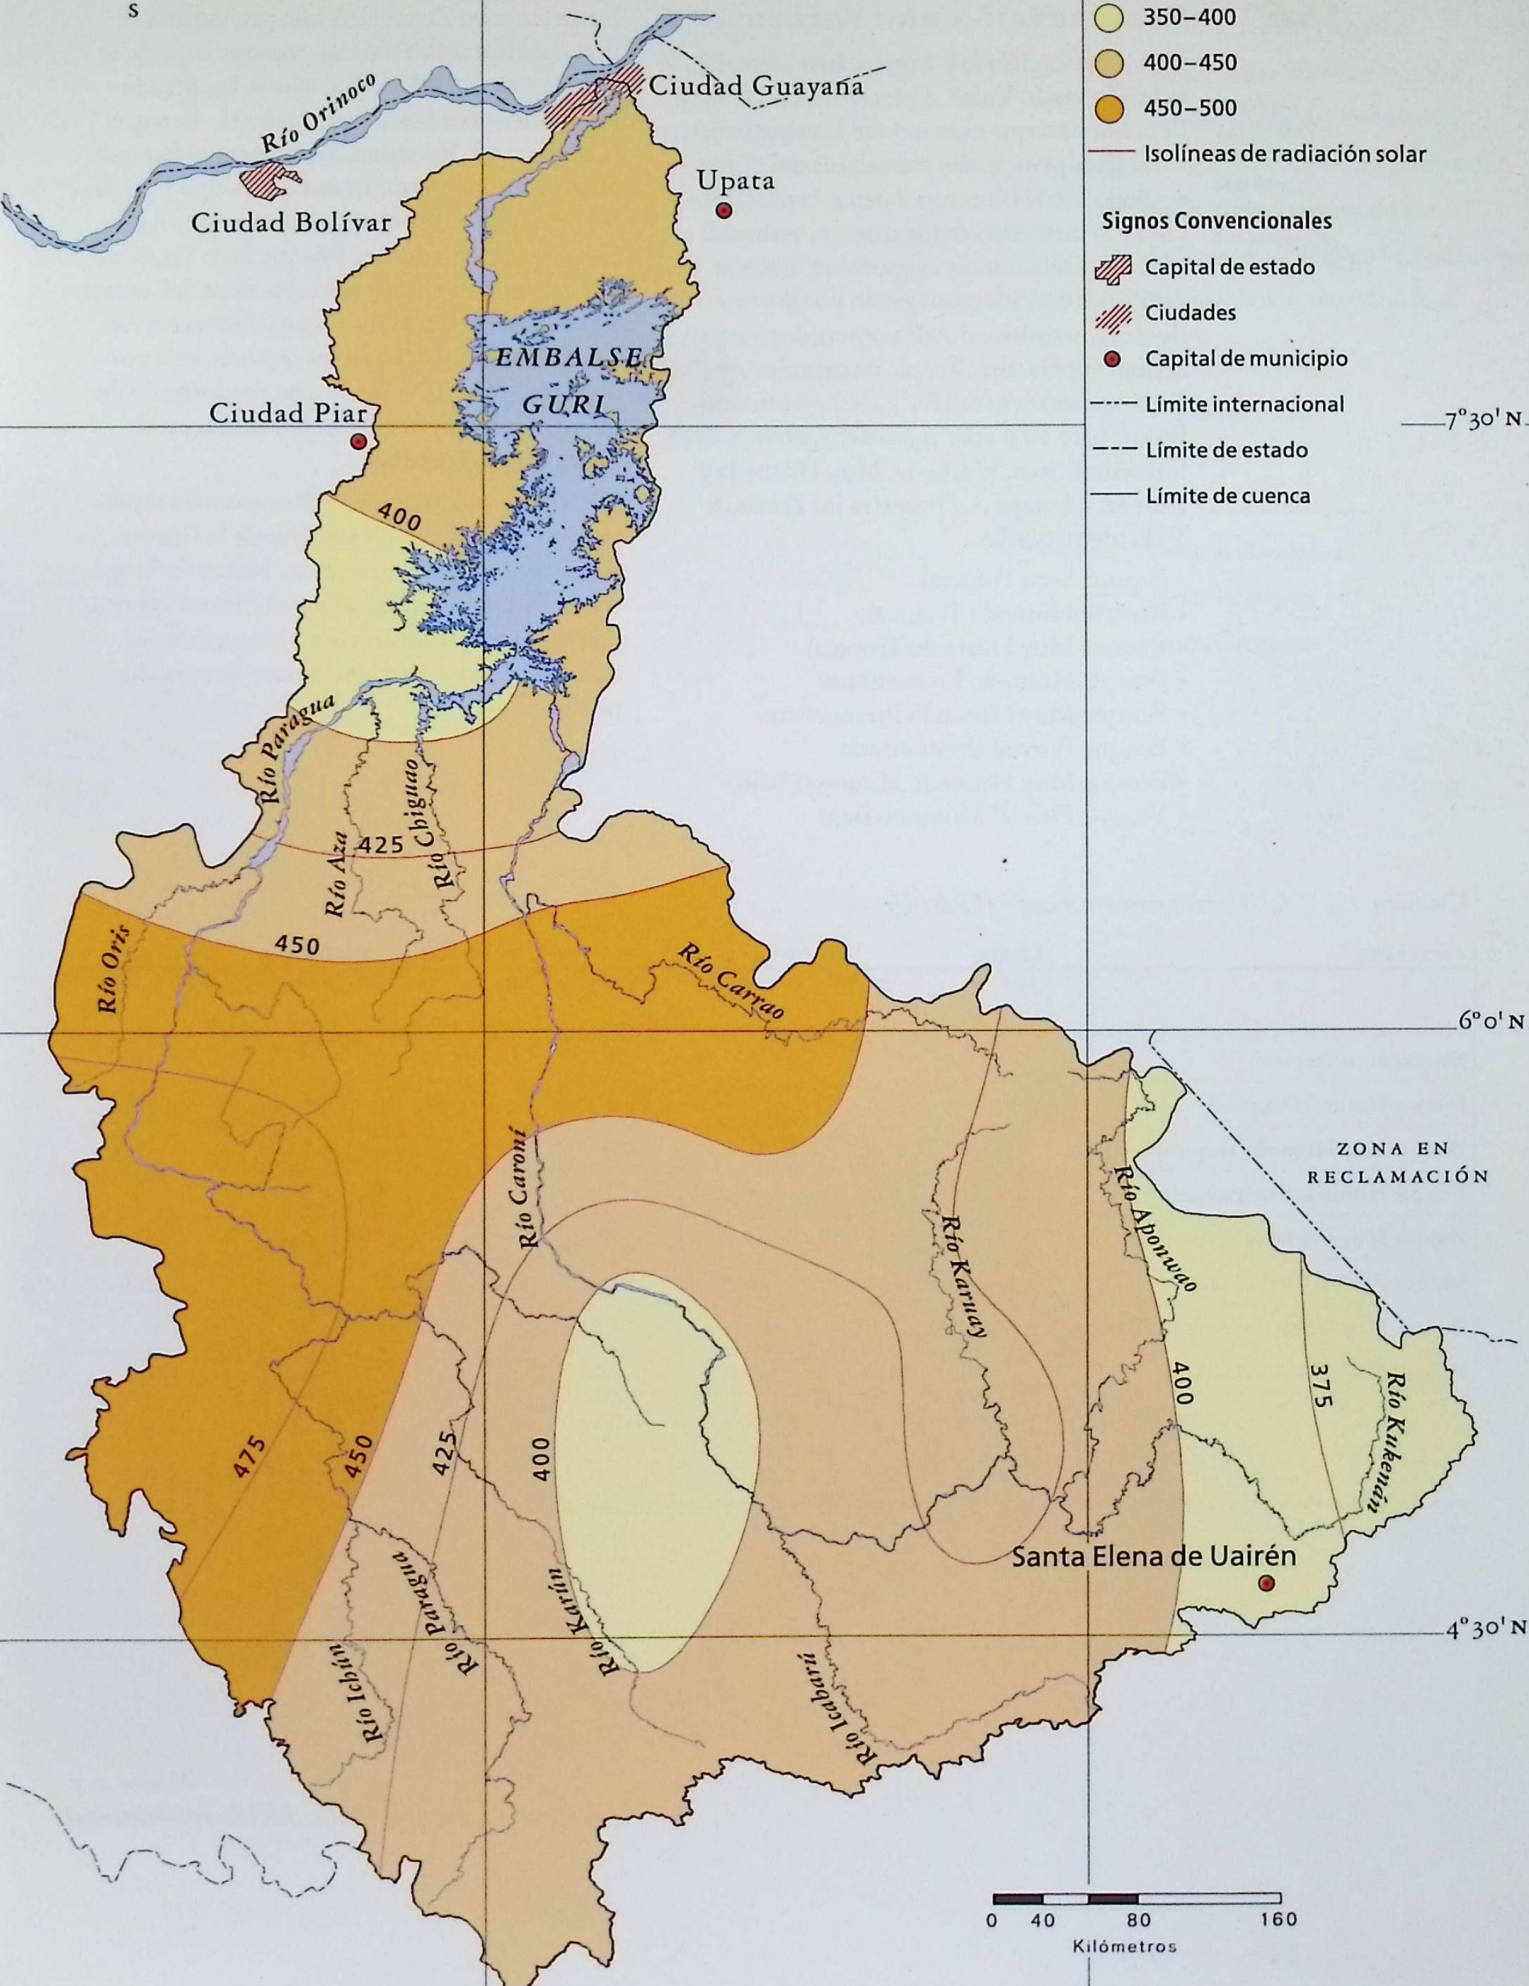 S
350–400
400–450
450–500
Isolíneas de radiación solar
Signos Convencionales
Capital de estado
Ciudades
Capital de municipio
Límite internacional
Límite de estado
Límite de cuenca
Ciudad Guayana
Río Orinoco
Upata
Ciudad Bolívar
EMBALSE
GURI
Ciudad Piar
7°30' N
400
Río Paragua
Río Chiguao
Río Aza
425
450
Río Oris
Río Carrao
6°0' N
ZONA EN
RECLAMACIÓN
Río Caroní
Río Aponwao
Río Karuay
400
375
Río Kukenán
475
450
425
400
Santa Elena de Uairén
4°30' N
Río Paragua
Río Karún
Río Ichún
Río Icabarú
0 40 80 160
Kilómetros